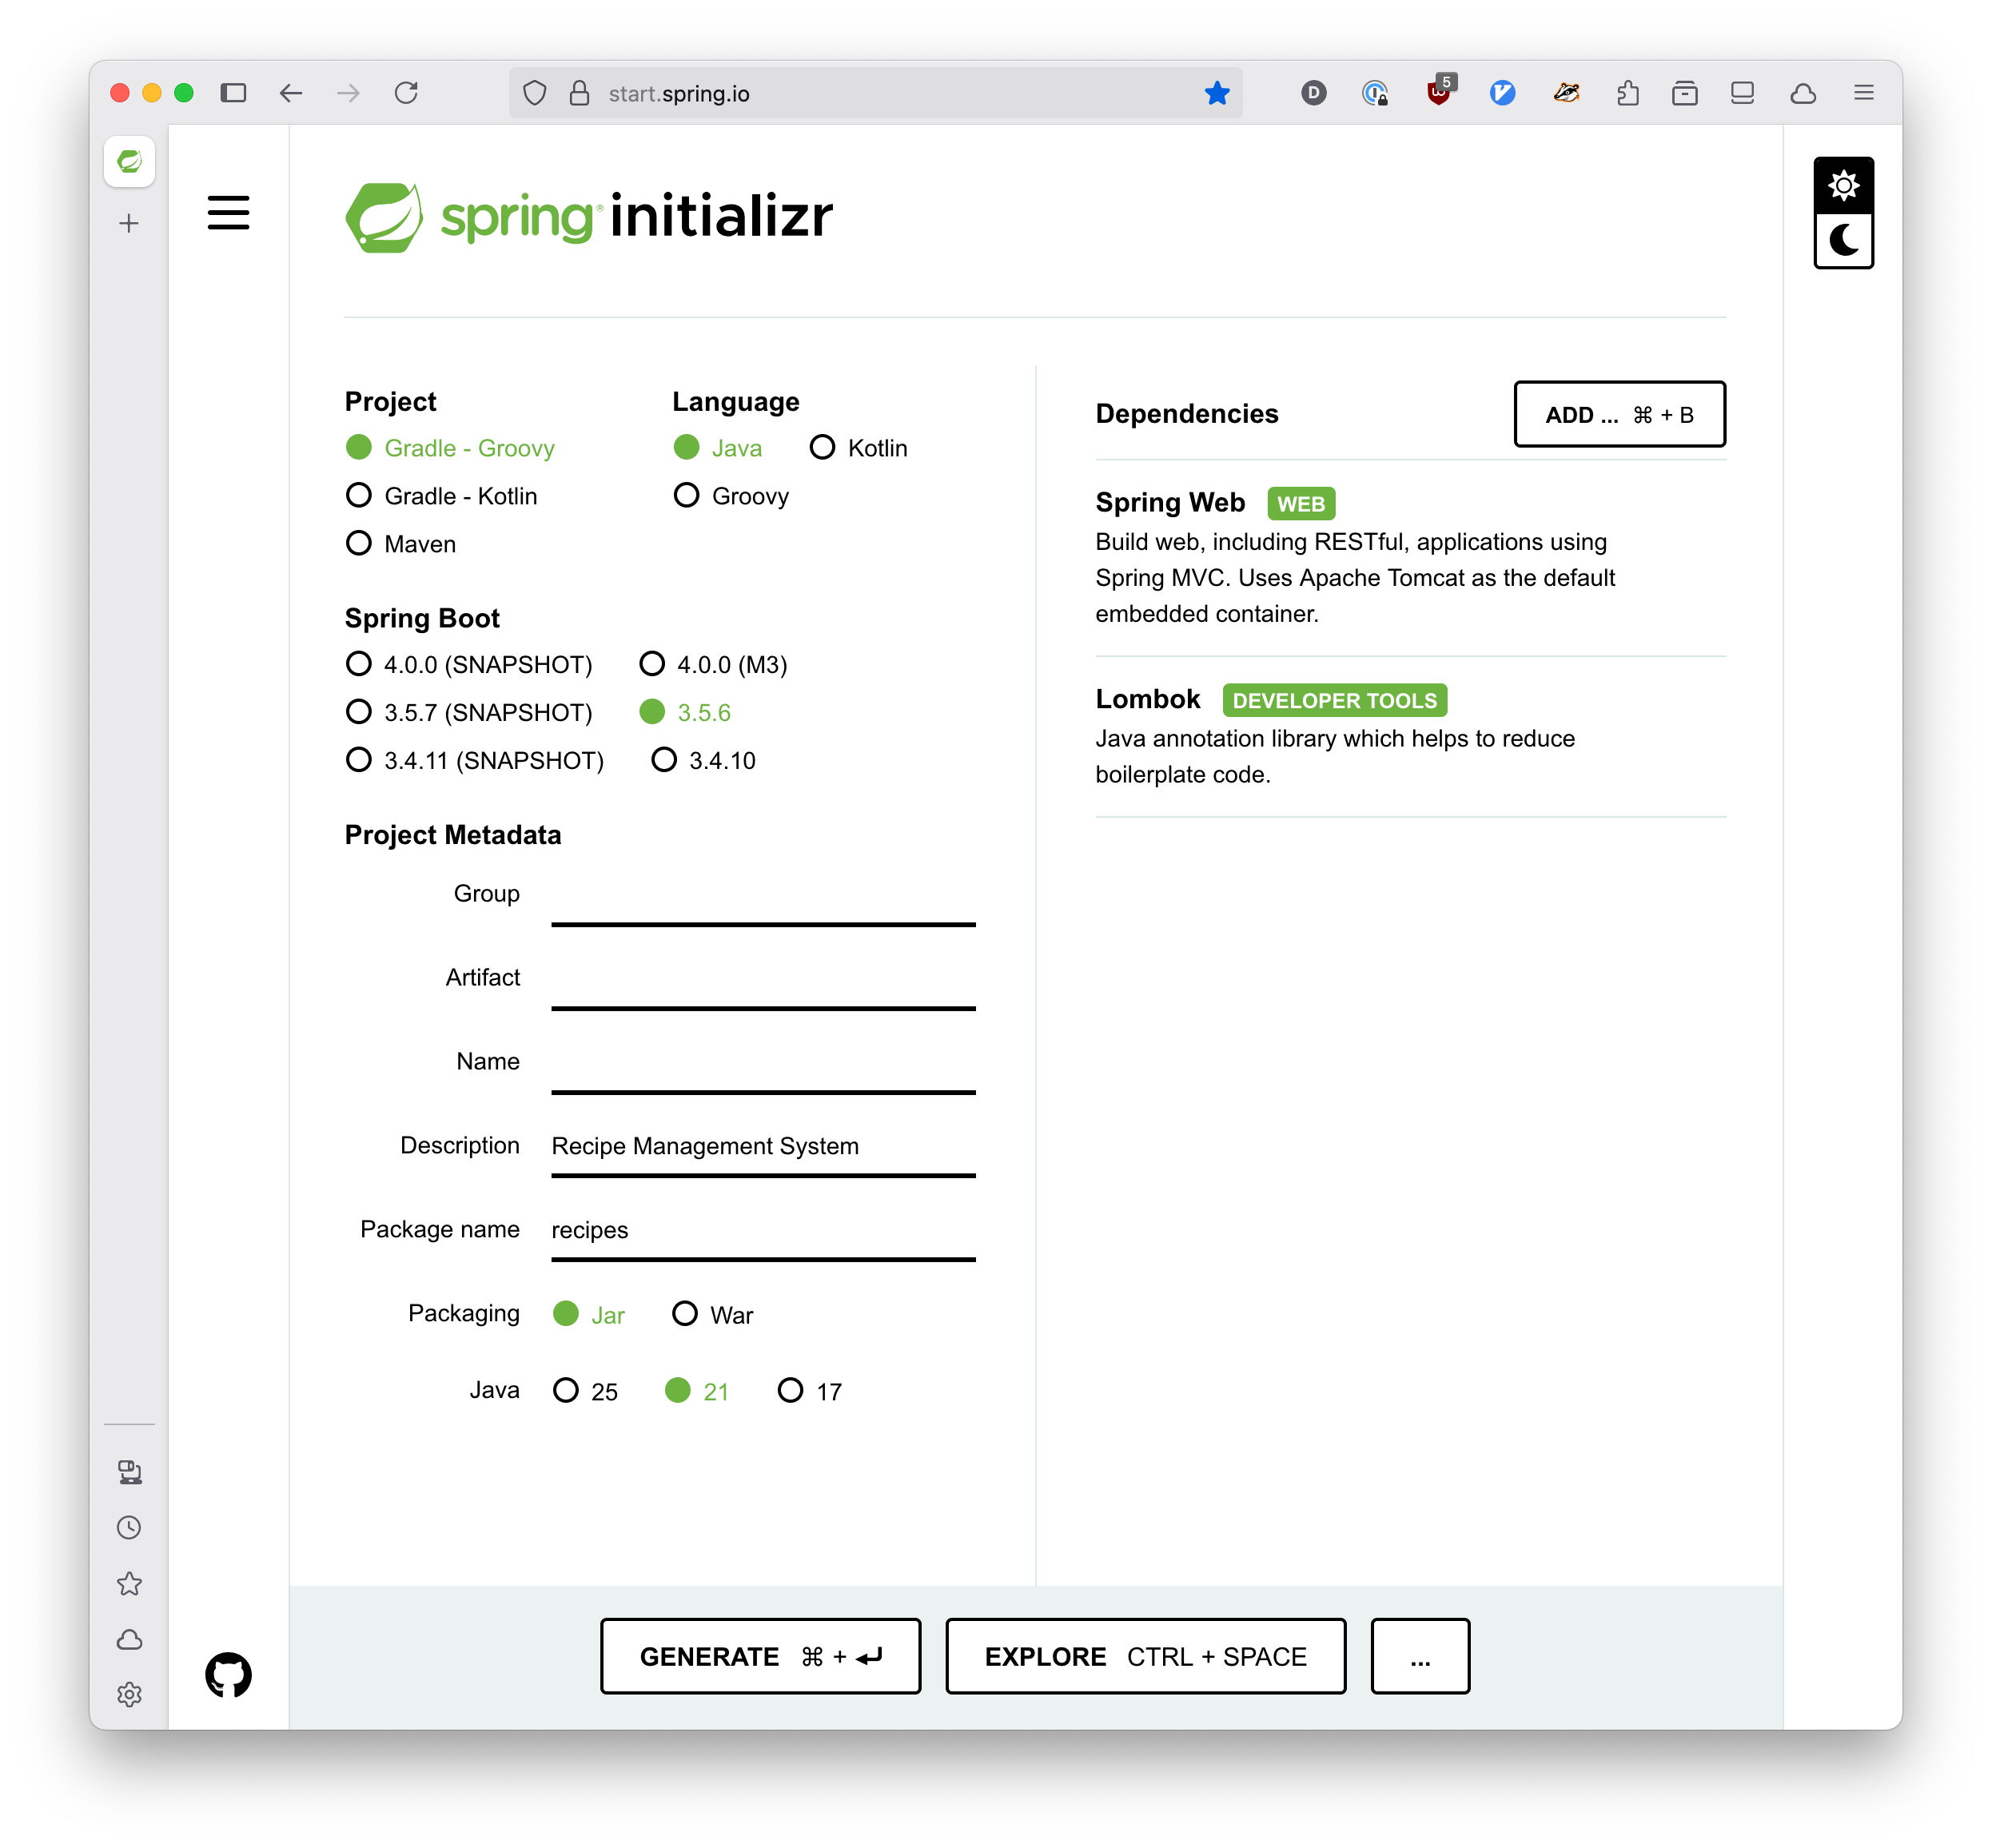 start.spring.io
D
5
spring® initializr
Project
Gradle - Groovy
Gradle - Kotlin
Maven
Language
Java
Kotlin
Groovy
Spring Boot
4.0.0 (SNAPSHOT)
4.0.0 (M3)
3.5.7 (SNAPSHOT)
3.5.6
3.4.11 (SNAPSHOT)
3.4.10
Project Metadata
Group
Artifact
Name
Description Recipe Management System
Package name recipes
Packaging Jar War
Java 25 21 17
Dependencies
ADD ... ⌘ + B
Spring Web WEB
Build web, including RESTful, applications using
Spring MVC. Uses Apache Tomcat as the default
embedded container.
Lombok DEVELOPER TOOLS
Java annotation library which helps to reduce
boilerplate code.
GENERATE ⌘ + ↵
EXPLORE CTRL + SPACE
...